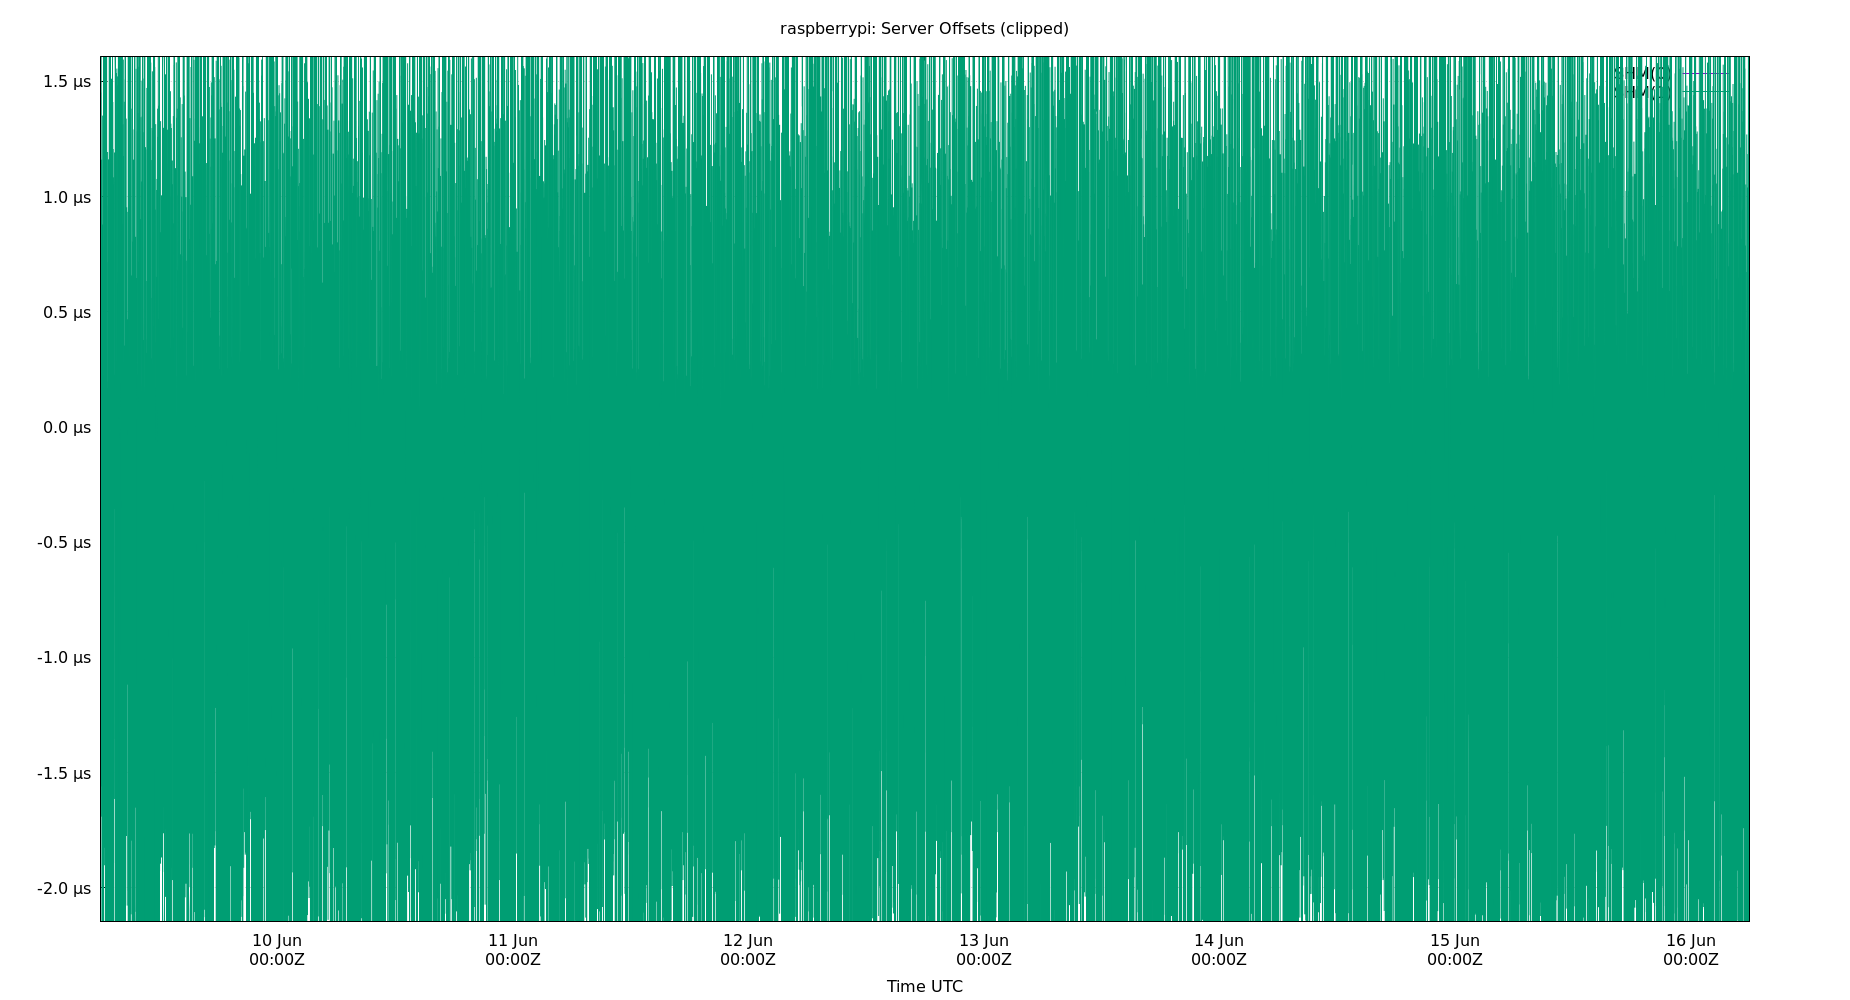 raspberrypi: Server Offsets (clipped)
1.5 µs
1.0 µs
0.5 µs
0.0 µs
-0.5 µs
-1.0 µs
-1.5 µs
-2.0 µs
10 Jun
00:00Z
11 Jun
00:00Z
12 Jun
00:00Z
13 Jun
00:00Z
14 Jun
00:00Z
15 Jun
00:00Z
16 Jun
00:00Z
Time UTC